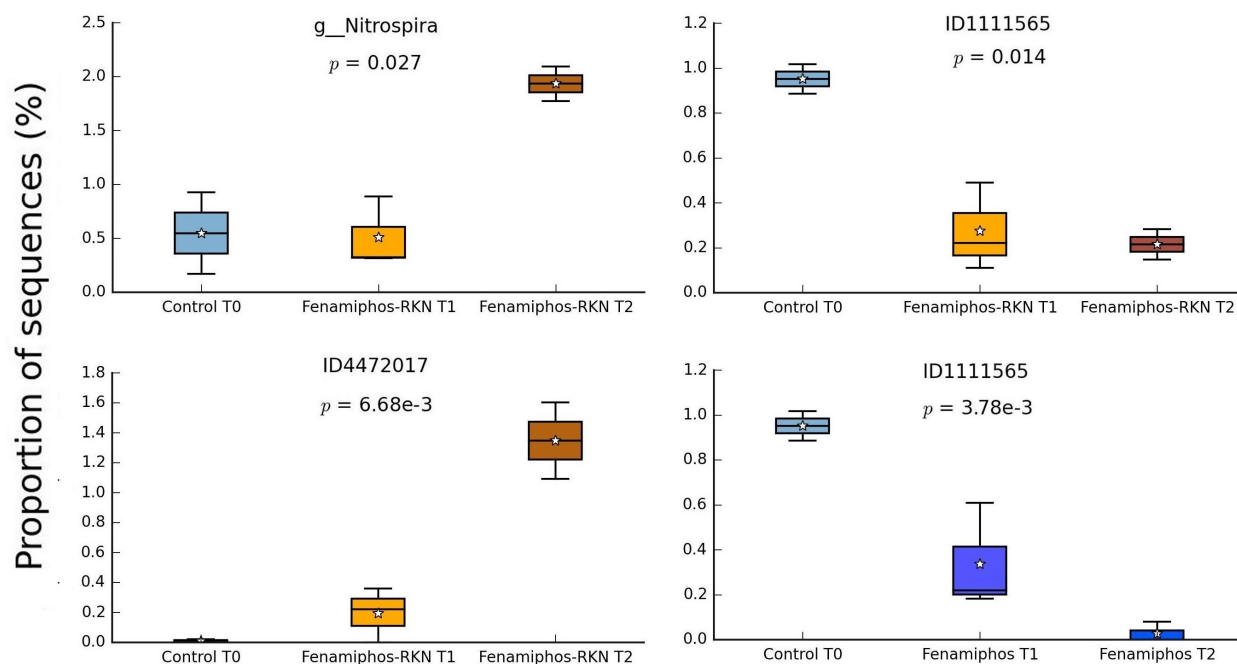 Proportion of sequences (%)
g__Nitrospira
p = 0.027
2.5
2.0
1.5
1.0
0.5
0.0
Control T0
Fenamiphos-RKN T1
Fenamiphos-RKN T2
ID1111565
p = 0.014
1.2
1.0
0.8
0.6
0.4
0.2
0.0
Control T0
Fenamiphos-RKN T1
Fenamiphos-RKN T2
ID4472017
p = 6.68e-3
1.8
1.6
1.4
1.2
1.0
0.8
0.6
0.4
0.2
0.0
Control T0
Fenamiphos-RKN T1
Fenamiphos-RKN T2
ID1111565
p = 3.78e-3
1.2
1.0
0.8
0.6
0.4
0.2
0.0
Control T0
Fenamiphos T1
Fenamiphos T2